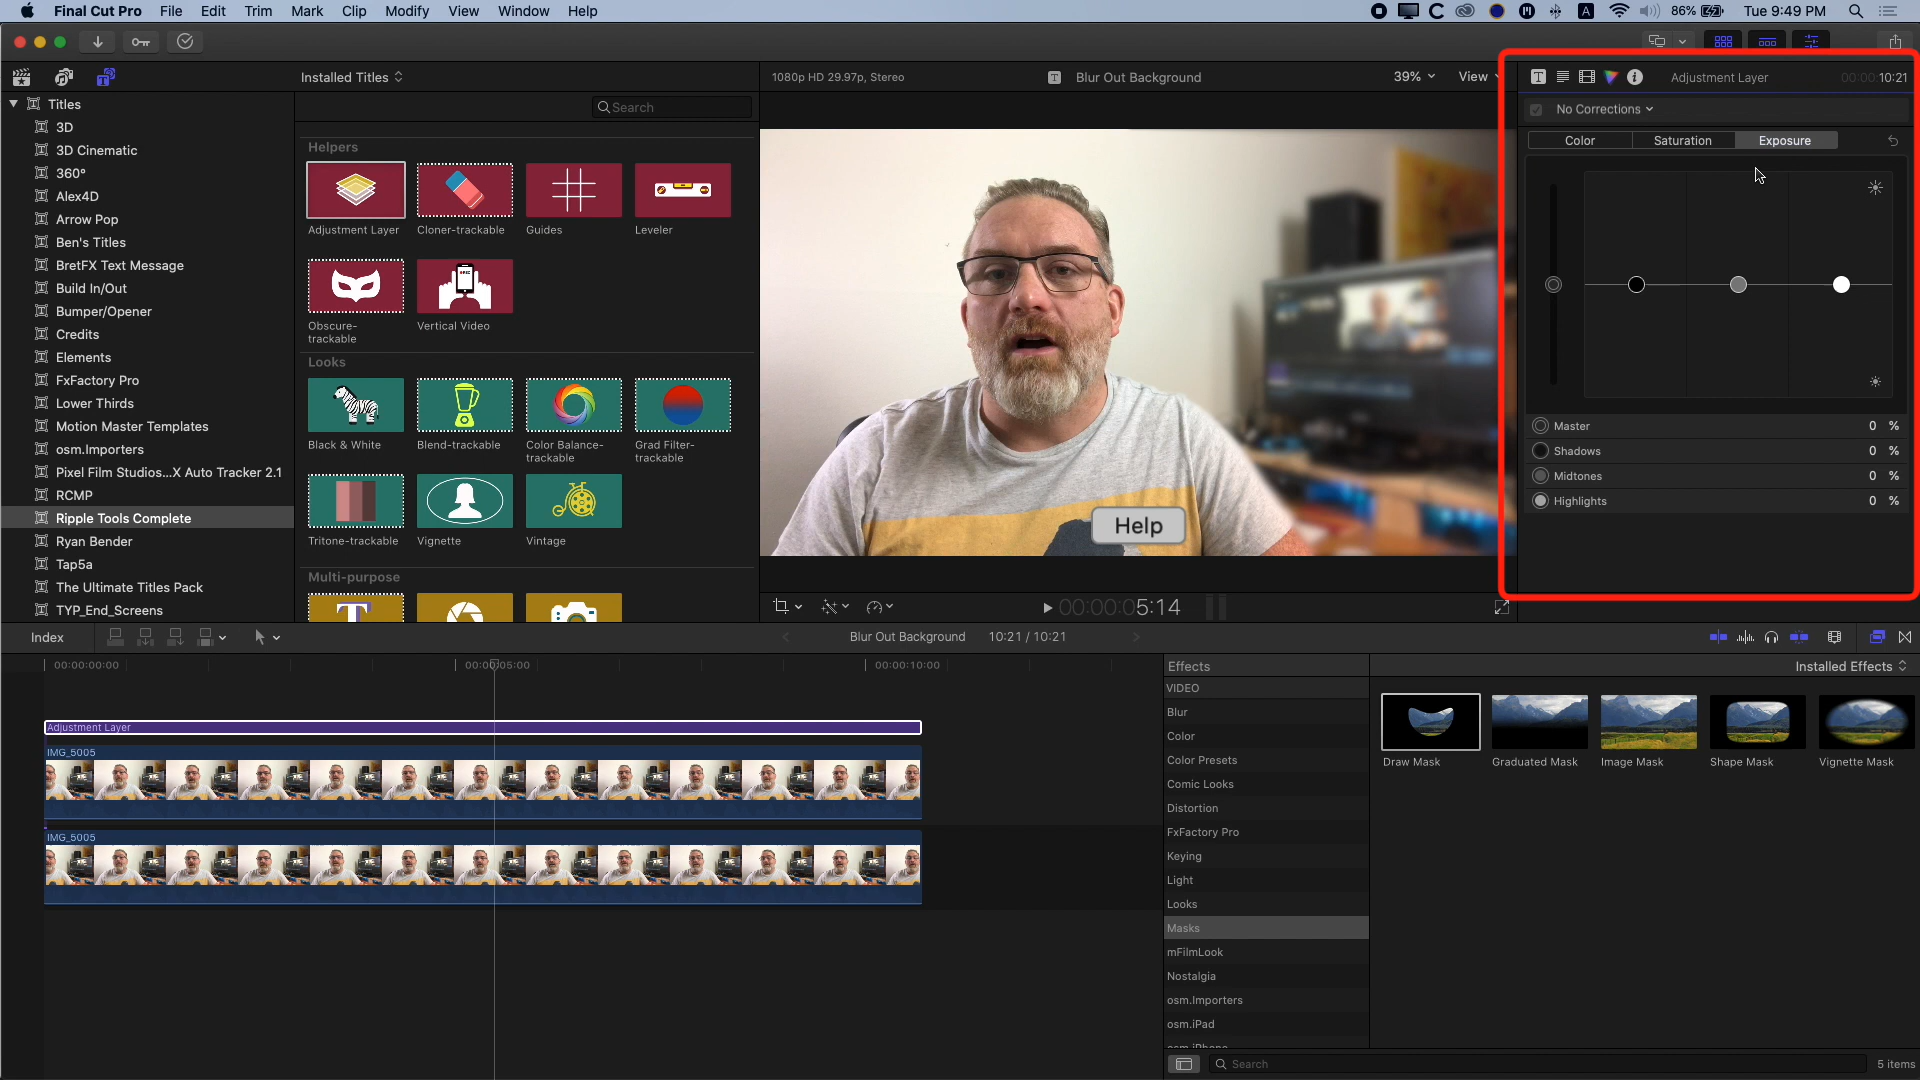 Final Cut Pro File Edit Trim Mark Clip Modify View Window Help
A 86% Tue 9:49 PM
Installed Titles
1080p HD 29.97p, Stereo
T Blur Out Background
39% View
T Adjustment Layer 00:00:10:21
Titles
Search
No Corrections
3D
3D Cinematic
360°
Alex4D
Arrow Pop
Ben's Titles
BretFX Text Message
Build In/Out
Bumper/Opener
Credits
Elements
FxFactory Pro
Lower Thirds
Motion Master Templates
osm.Importers
Pixel Film Studios...X Auto Tracker 2.1
RCMP
Ripple Tools Complete
Ryan Bender
Tap5a
The Ultimate Titles Pack
TYP_End_Screens
Helpers
Adjustment Layer Cloner-trackable Guides Leveler
Obscure-
trackable
Vertical Video
Looks
Black & White Blend-trackable Color Balance-
trackable
Grad Filter-
trackable
Tritone-trackable Vignette Vintage
Multi-purpose
T
Help
Color Saturation Exposure
Master 0 %
Shadows 0 %
Midtones 0 %
Highlights 0 %
00:00:05:14
Index
Blur Out Background 10:21 / 10:21
00:00:00:00 00:00:05:00 00:00:10:00
Adjustment Layer
IMG_5005
IMG_5005
Effects
Installed Effects
VIDEO
Blur
Color
Color Presets
Comic Looks
Distortion
FxFactory Pro
Keying
Light
Looks
Masks
mFilmLook
Nostalgia
osm.Importers
osm.iPad
osm.iPhone
Draw Mask Graduated Mask Image Mask Shape Mask Vignette Mask
Search
5 items